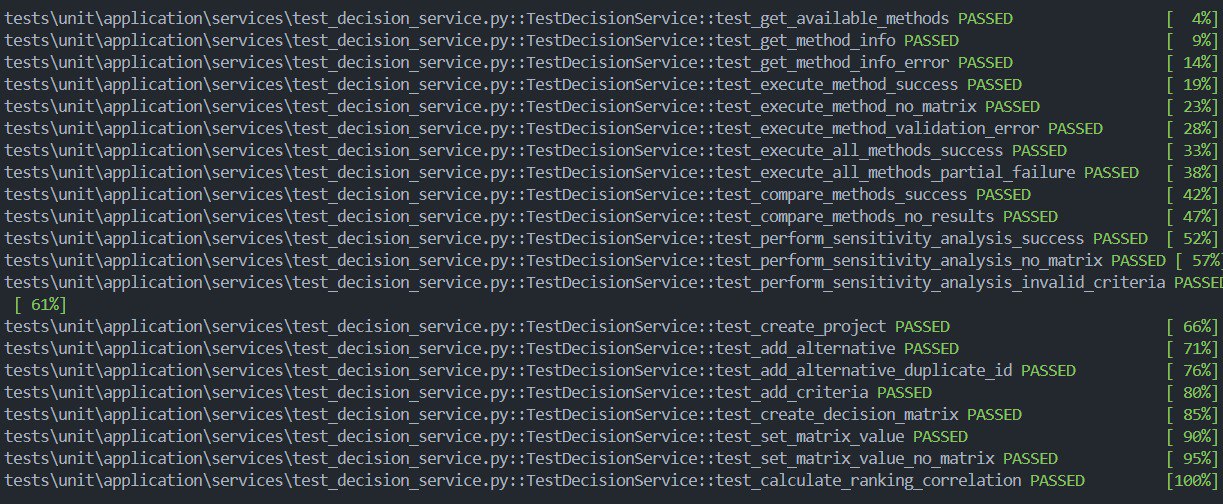 tests\unit\application\services\test_decision_service.py::TestDecisionService::test_get_available_methods PASSED [  4%]
tests\unit\application\services\test_decision_service.py::TestDecisionService::test_get_method_info PASSED [  9%]
tests\unit\application\services\test_decision_service.py::TestDecisionService::test_get_method_info_error PASSED [ 14%]
tests\unit\application\services\test_decision_service.py::TestDecisionService::test_execute_method_success PASSED [ 19%]
tests\unit\application\services\test_decision_service.py::TestDecisionService::test_execute_method_no_matrix PASSED [ 23%]
tests\unit\application\services\test_decision_service.py::TestDecisionService::test_execute_method_validation_error PASSED [ 28%]
tests\unit\application\services\test_decision_service.py::TestDecisionService::test_execute_all_methods_success PASSED [ 33%]
tests\unit\application\services\test_decision_service.py::TestDecisionService::test_execute_all_methods_partial_failure PASSED [ 38%]
tests\unit\application\services\test_decision_service.py::TestDecisionService::test_compare_methods_success PASSED [ 42%]
tests\unit\application\services\test_decision_service.py::TestDecisionService::test_compare_methods_no_results PASSED [ 47%]
tests\unit\application\services\test_decision_service.py::TestDecisionService::test_perform_sensitivity_analysis_success PASSED [ 52%]
tests\unit\application\services\test_decision_service.py::TestDecisionService::test_perform_sensitivity_analysis_no_matrix PASSED [ 57%]
tests\unit\application\services\test_decision_service.py::TestDecisionService::test_perform_sensitivity_analysis_invalid_criteria PASSED
[ 61%]
tests\unit\application\services\test_decision_service.py::TestDecisionService::test_create_project PASSED [ 66%]
tests\unit\application\services\test_decision_service.py::TestDecisionService::test_add_alternative PASSED [ 71%]
tests\unit\application\services\test_decision_service.py::TestDecisionService::test_add_alternative_duplicate_id PASSED [ 76%]
tests\unit\application\services\test_decision_service.py::TestDecisionService::test_add_criteria PASSED [ 80%]
tests\unit\application\services\test_decision_service.py::TestDecisionService::test_create_decision_matrix PASSED [ 85%]
tests\unit\application\services\test_decision_service.py::TestDecisionService::test_set_matrix_value PASSED [ 90%]
tests\unit\application\services\test_decision_service.py::TestDecisionService::test_set_matrix_value_no_matrix PASSED [ 95%]
tests\unit\application\services\test_decision_service.py::TestDecisionService::test_calculate_ranking_correlation PASSED [100%]